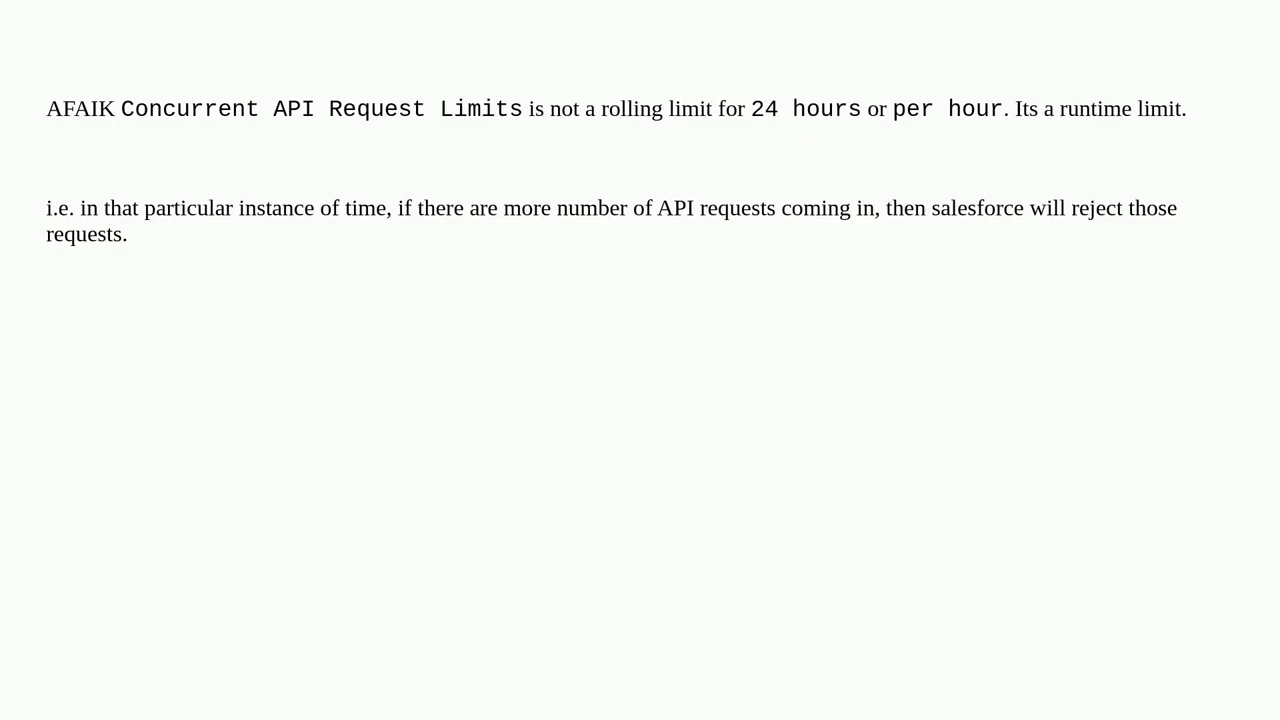 AFAIK Concurrent API Request Limits is not a rolling limit for 24 hours or per hour. Its a runtime limit.
i.e. in that particular instance of time, if there are more number of API requests coming in, then salesforce will reject those
requests.